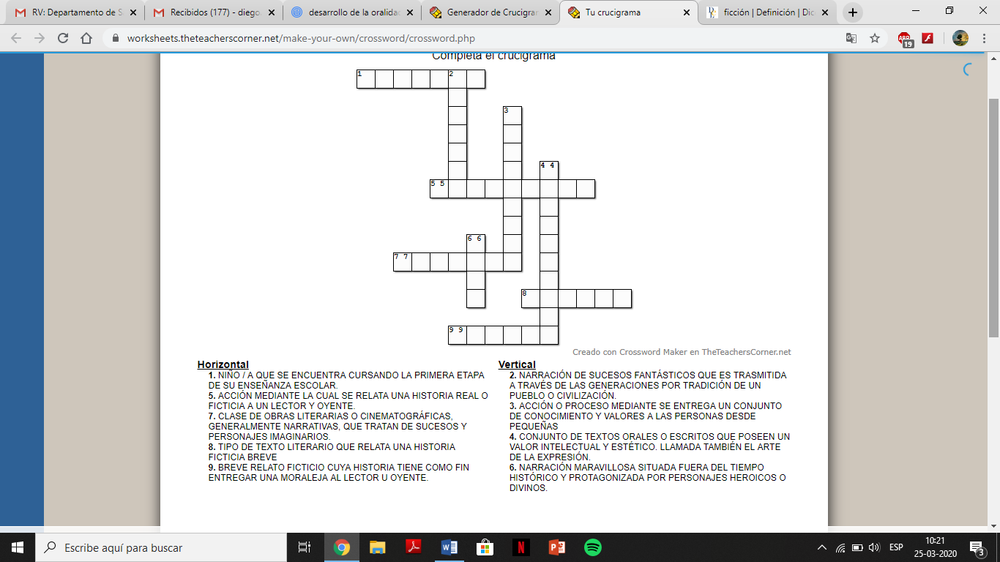 RV: Departamento de S
Recibidos (177) - diego.
desarrollo de la oralidad
Generador de Crucigram
Tu crucigrama
ficción | Definición | Dic
worksheets.theteacherscorner.net/make-your-own/crossword/crossword.php
ABP
19
Completa el crucigrama
1
2
3
4 4
5 5
6 6
7 7
8
9 9
Creado con Crossword Maker en TheTeachersCorner.net
Horizontal
1. NIÑO / A QUE SE ENCUENTRA CURSANDO LA PRIMERA ETAPA
DE SU ENSEÑANZA ESCOLAR.
5. ACCIÓN MEDIANTE LA CUAL SE RELATA UNA HISTORIA REAL O
FICTICIA A UN LECTOR Y OYENTE.
7. CLASE DE OBRAS LITERARIAS O CINEMATOGRÁFICAS,
GENERALMENTE NARRATIVAS, QUE TRATAN DE SUCESOS Y
PERSONAJES IMAGINARIOS.
8. TIPO DE TEXTO LITERARIO QUE RELATA UNA HISTORIA
FICTICIA BREVE
9. BREVE RELATO FICTICIO CUYA HISTORIA TIENE COMO FIN
ENTREGAR UNA MORALEJA AL LECTOR U OYENTE.
Vertical
2. NARRACIÓN DE SUCESOS FANTÁSTICOS QUE ES TRASMITIDA
A TRAVÉS DE LAS GENERACIONES POR TRADICIÓN DE UN
PUEBLO O CIVILIZACIÓN.
3. ACCIÓN O PROCESO MEDIANTE SE ENTREGA UN CONJUNTO
DE CONOCIMIENTO Y VALORES A LAS PERSONAS DESDE
PEQUEÑAS
4. CONJUNTO DE TEXTOS ORALES O ESCRITOS QUE POSEEN UN
VALOR INTELECTUAL Y ESTÉTICO. LLAMADA TAMBIÉN EL ARTE
DE LA EXPRESIÓN.
6. NARRACIÓN MARAVILLOSA SITUADA FUERA DEL TIEMPO
HISTÓRICO Y PROTAGONIZADA POR PERSONAJES HEROICOS O
DIVINOS.
Escribe aquí para buscar
ESP
10:21
25-03-2020
3